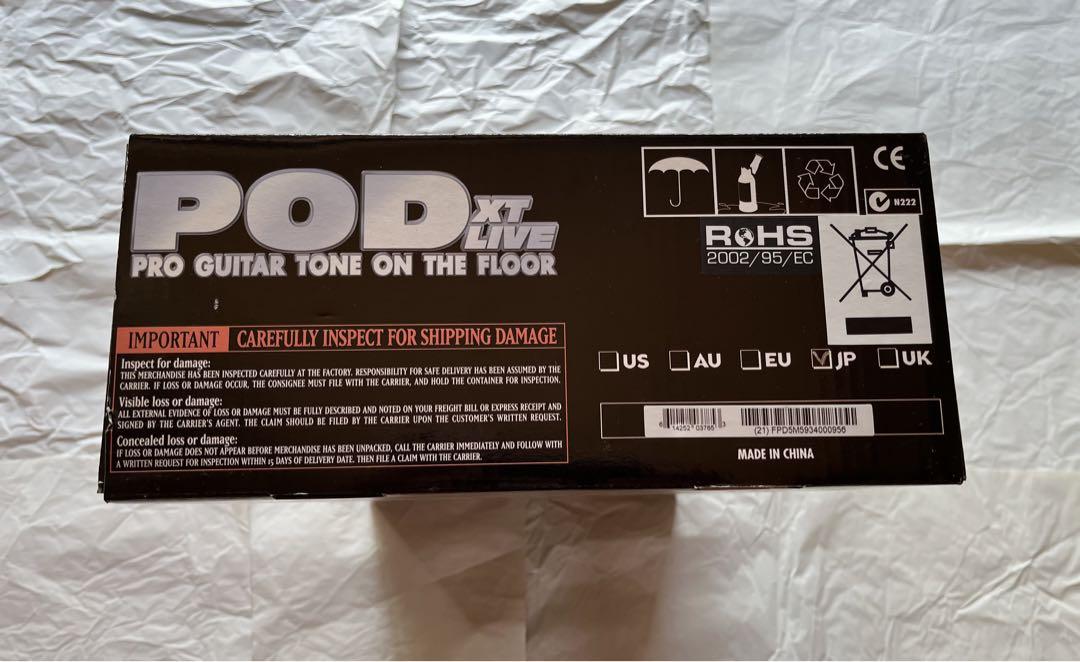 POD XT LIVE
PRO GUITAR TONE ON THE FLOOR
CE
N222
ROHS
2002/95/EC
IMPORTANT CAREFULLY INSPECT FOR SHIPPING DAMAGE
Inspect for damage:
THIS MERCHANDISE HAS BEEN INSPECTED CAREFULLY AT THE FACTORY. RESPONSIBILITY FOR SAFE DELIVERY HAS BEEN ASSUMED BY THE
CARRIER. IF LOSS OR DAMAGE OCCUR, THE CONSIGNEE MUST FILE WITH THE CARRIER, AND HOLD THE CONTAINER FOR INSPECTION.
Visible loss or damage:
ALL EXTERNAL EVIDENCE OF LOSS OR DAMAGE MUST BE FULLY DESCRIBED AND NOTED ON YOUR FREIGHT BILL OR EXPRESS RECEIPT AND
SIGNED BY THE CARRIER'S AGENT. THE CLAIM SHOULD BE FILED BY THE CARRIER UPON THE CUSTOMER'S WRITTEN REQUEST.
Concealed loss or damage:
IF LOSS OR DAMAGE DOES NOT APPEAR BEFORE MERCHANDISE HAS BEEN UNPACKED, CALL THE CARRIER IMMEDIATELY AND FOLLOW WITH
A WRITTEN REQUEST FOR INSPECTION WITHIN 15 DAYS OF DELIVERY DATE. THEN FILE A CLAIM WITH THE CARRIER.
US AU EU JP UK
6 14252 03765 3
(21) FPD5M5934000956
MADE IN CHINA